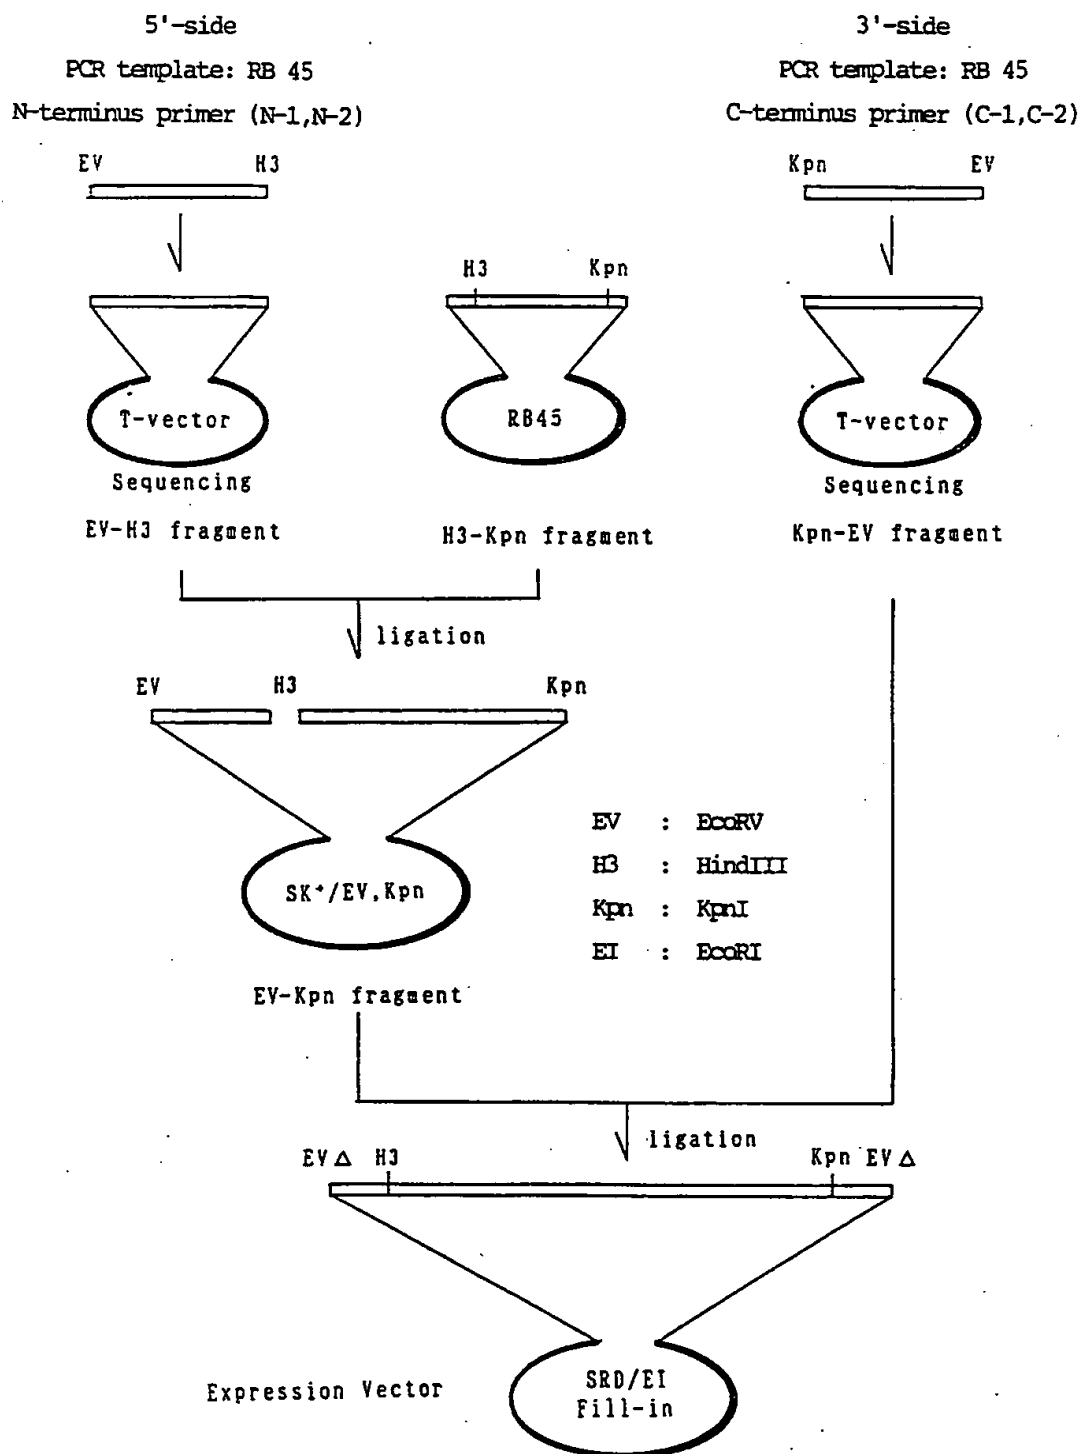 5'-side
PCR template: RB 45
N-terminus primer (N-1,N-2)
3'-side
PCR template: RB 45
C-terminus primer (C-1,C-2)
EV H3
Kpn EV
H3 Kpn
T-vector
RB45
T-vector
Sequencing
Sequencing
EV-H3 fragment
H3-Kpn fragment
Kpn-EV fragment
ligation
EV H3 Kpn
SK+/EV,Kpn
EV : EcoRV
H3 : HindIII
Kpn : KpnI
EI : EcoRI
EV-Kpn fragment
ligation
EV△ H3 Kpn EV△
Expression Vector
SRD/EI
Fill-in